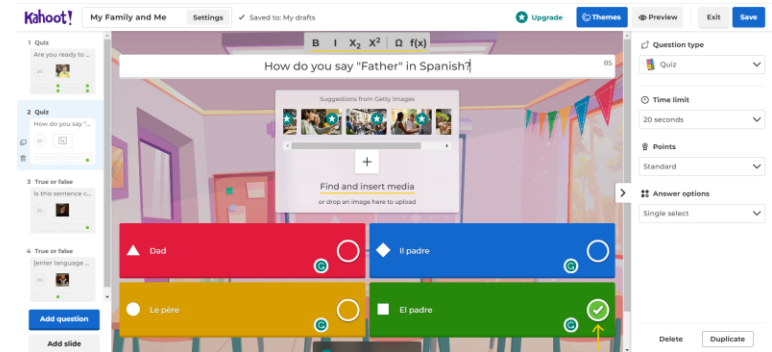 Kahoot! My Family and Me Settings ✓ Saved to: My drafts Upgrade Themes Preview Exit Save
1 Quiz
Are you ready to ...
2 Quiz
How do you say "...
3 True or false
Is this sentence c...
4 True or false
[enter language ...
Add question
Add slide
B I X₂ X² Ω f(x)
How do you say "Father" in Spanish?
85
Suggestions from Getty Images
+
Find and insert media
or drop an image here to upload
Dad
Il padre
Le père
El padre
Question type
Quiz
Time limit
20 seconds
Points
Standard
Answer options
Single select
Delete Duplicate